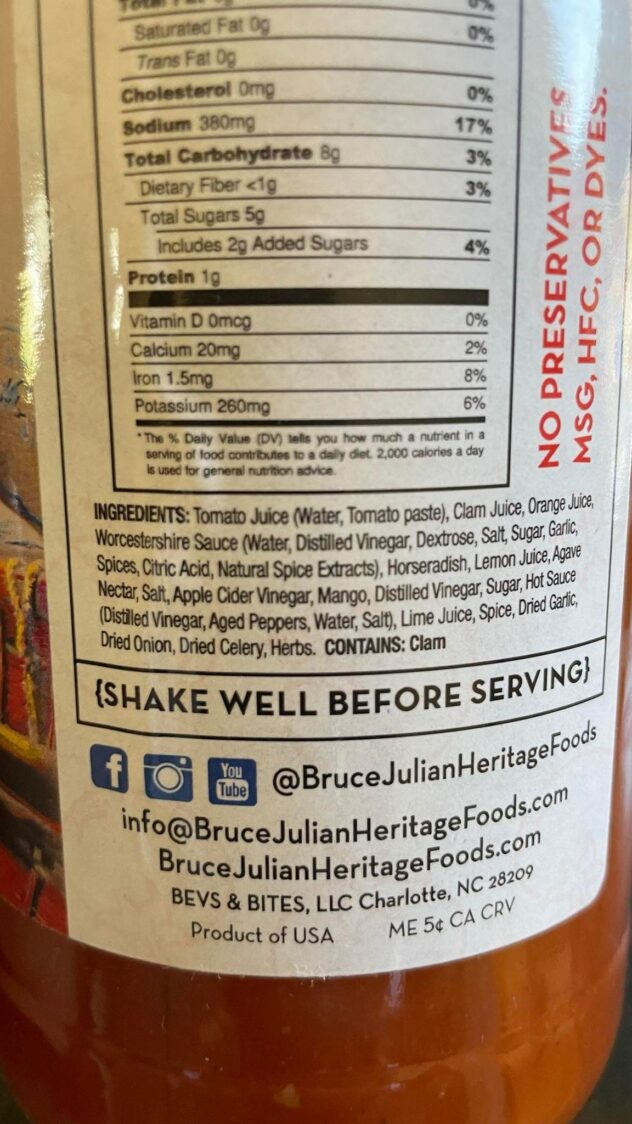 Total Fat 0g 0%
Saturated Fat 0g 0%
Trans Fat 0g
Cholesterol 0mg 0%
Sodium 380mg 17%
Total Carbohydrate 8g 3%
Dietary Fiber <1g 3%
Total Sugars 5g
Includes 2g Added Sugars 4%
Protein 1g
Vitamin D 0mcg 0%
Calcium 20mg 2%
Iron 1.5mg 8%
Potassium 260mg 6%
*The % Daily Value (DV) tells you how much a nutrient in a
serving of food contributes to a daily diet. 2,000 calories a day
is used for general nutrition advice.
NO PRESERVATIVES
MSG, HFC, OR DYES.
INGREDIENTS: Tomato Juice (Water, Tomato paste), Clam Juice, Orange Juice,
Worcestershire Sauce (Water, Distilled Vinegar, Dextrose, Salt, Sugar, Garlic,
Spices, Citric Acid, Natural Spice Extracts), Horseradish, Lemon Juice, Agave
Nectar, Salt, Apple Cider Vinegar, Mango, Distilled Vinegar, Sugar, Hot Sauce
(Distilled Vinegar, Aged Peppers, Water, Salt), Lime Juice, Spice, Dried Garlic,
Dried Onion, Dried Celery, Herbs. CONTAINS: Clam
{SHAKE WELL BEFORE SERVING}
f You Tube @BruceJulianHeritageFoods
info@BruceJulianHeritageFoods.com
BruceJulianHeritageFoods.com
BEVS & BITES, LLC Charlotte, NC 28209
Product of USA ME 5¢ CA CRV